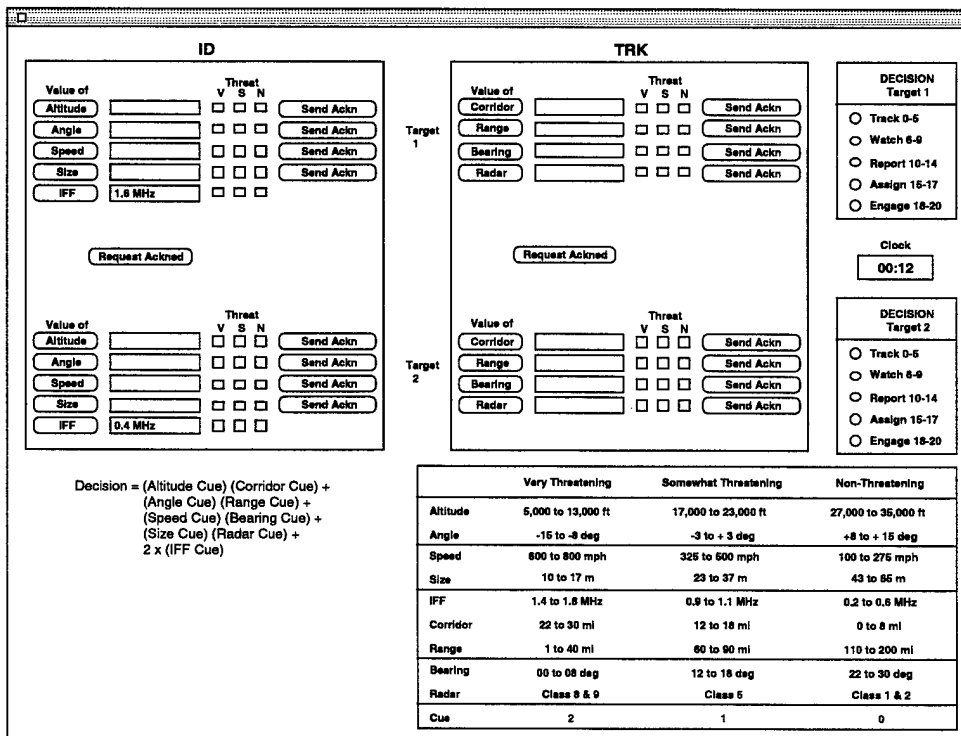 ID
Threat
Value of V S N
Altitude Send Ackn
Angle Send Ackn
Speed Send Ackn
Size Send Ackn
IFF 1.6 MHz
Request Ackned
Threat
Value of V S N
Altitude Send Ackn
Angle Send Ackn
Speed Send Ackn
Size Send Ackn
IFF 0.4 MHz
Target
1
Target
2
TRK
Threat
Value of V S N
Corridor Send Ackn
Range Send Ackn
Bearing Send Ackn
Radar Send Ackn
Request Ackned
Threat
Value of V S N
Corridor Send Ackn
Range Send Ackn
Bearing Send Ackn
Radar Send Ackn
DECISION
Target 1
Track 0-5
Watch 6-9
Report 10-14
Assign 15-17
Engage 18-20
Clock
00:12
DECISION
Target 2
Track 0-5
Watch 6-9
Report 10-14
Assign 15-17
Engage 18-20
Decision = (Altitude Cue) (Corridor Cue) +
(Angle Cue) (Range Cue) +
(Speed Cue) (Bearing Cue) +
(Size Cue) (Radar Cue) +
2 x (IFF Cue)
Very Threatening Somewhat Threatening Non-Threatening
Altitude 5,000 to 13,000 ft 17,000 to 23,000 ft 27,000 to 35,000 ft
Angle -15 to -8 deg -3 to + 3 deg +8 to + 15 deg
Speed 600 to 800 mph 325 to 500 mph 100 to 275 mph
Size 10 to 17 m 23 to 37 m 43 to 65 m
IFF 1.4 to 1.8 MHz 0.9 to 1.1 MHz 0.2 to 0.6 MHz
Corridor 22 to 30 mi 12 to 18 mi 0 to 8 mi
Range 1 to 40 mi 60 to 90 mi 110 to 200 mi
Bearing 00 to 08 deg 12 to 18 deg 22 to 30 deg
Radar Class 8 & 9 Class 5 Class 1 & 2
Cue 2 1 0